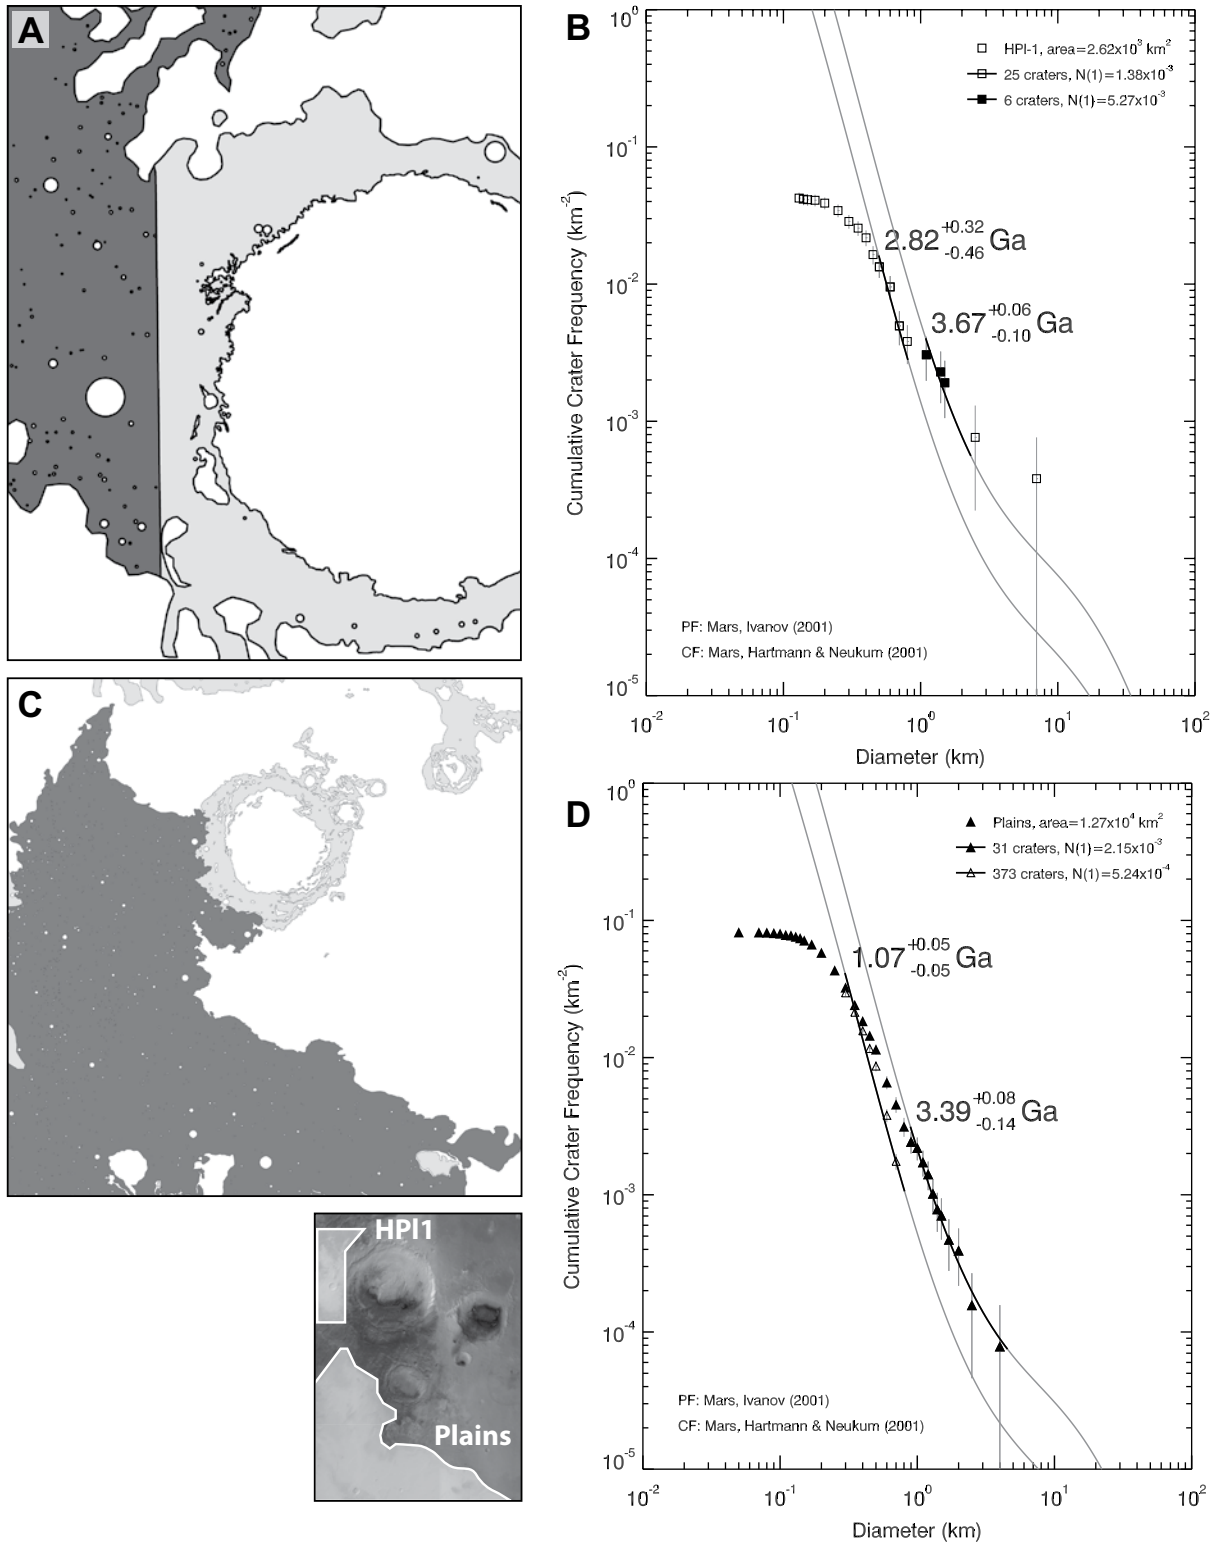 A
B
10⁰
10⁻¹
10⁻²
10⁻³
10⁻⁴
10⁻⁵
Cumulative Crater Frequency (km⁻²)
□ HPI-1, area=2.62x10³ km²
25 craters, N(1)=1.38x10⁻³
■ 6 craters, N(1)=5.27x10⁻³
2.82 +0.32 -0.46 Ga
3.67 +0.06 -0.10 Ga
PF: Mars, Ivanov (2001)
CF: Mars, Hartmann & Neukum (2001)
10⁻² 10⁻¹ 10⁰ 10¹ 10²
Diameter (km)
C
D
10⁰
10⁻¹
10⁻²
10⁻³
10⁻⁴
10⁻⁵
Cumulative Crater Frequency (km⁻²)
▲ Plains, area=1.27x10⁴ km²
31 craters, N(1)=2.15x10⁻³
373 craters, N(1)=5.24x10⁻⁴
1.07 +0.05 -0.05 Ga
3.39 +0.08 -0.14 Ga
PF: Mars, Ivanov (2001)
CF: Mars, Hartmann & Neukum (2001)
10⁻² 10⁻¹ 10⁰ 10¹ 10²
Diameter (km)
HPI1
Plains